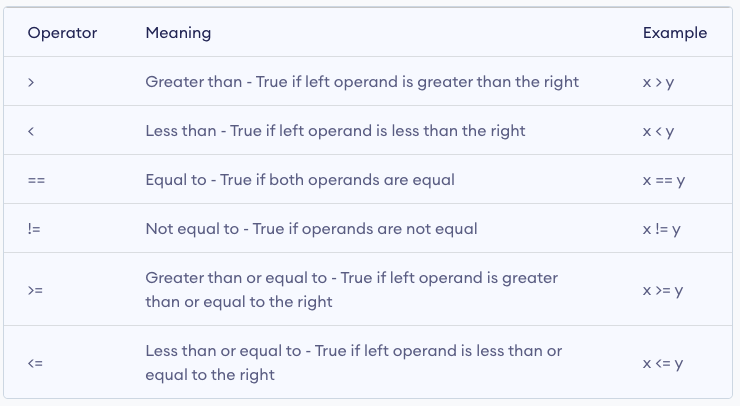 Operator Meaning Example
> Greater than - True if left operand is greater than the right x > y
< Less than - True if left operand is less than the right x < y
== Equal to - True if both operands are equal x == y
!= Not equal to - True if operands are not equal x != y
>= Greater than or equal to - True if left operand is greater x >= y
than or equal to the right
<= Less than or equal to - True if left operand is less than or x <= y
equal to the right